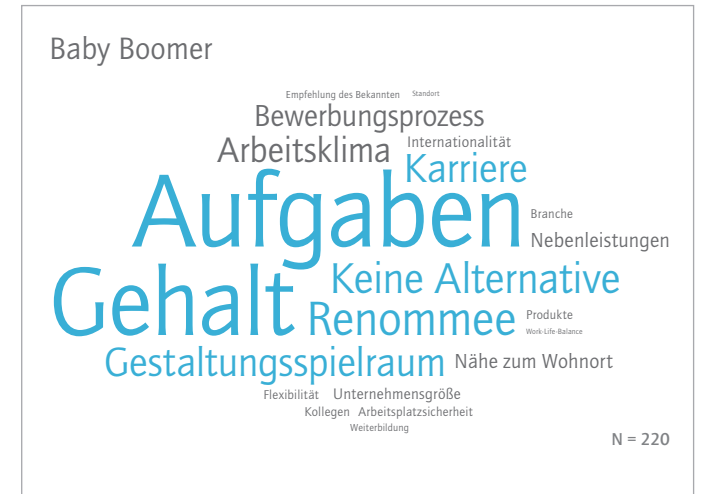 Baby Boomer
Empfehlung des Bekannten Standort
Bewerbungsprozess
Arbeitsklima Internationalität
Karriere
Aufgaben
Branche
Nebenleistungen
Gehalt
Keine Alternative
Renommee Produkte
Work-Life-Balance
Gestaltungsspielraum Nähe zum Wohnort
Flexibilität Unternehmensgröße
Kollegen Arbeitsplatzsicherheit
Weiterbildung
N = 220